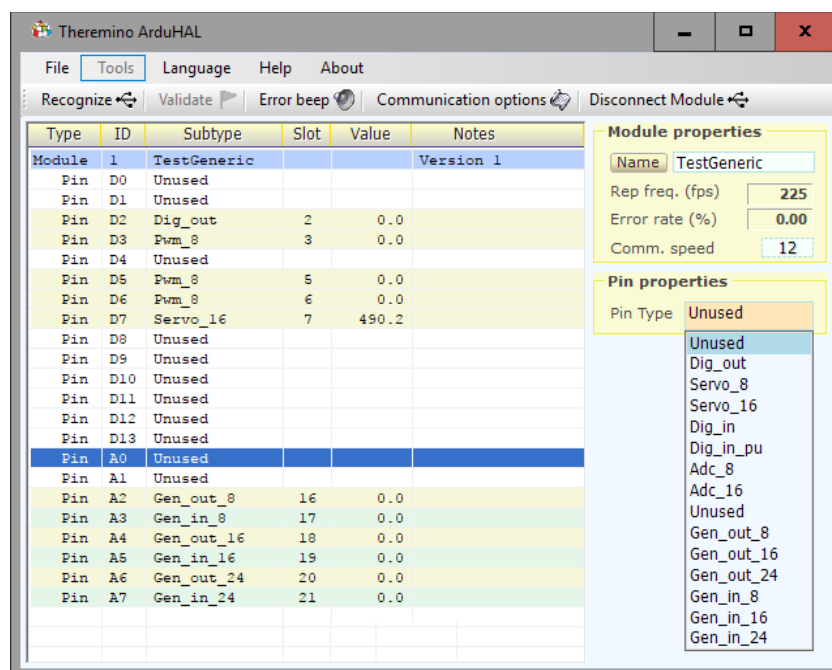 Theremino ArduHAL
File Tools Language Help About
Recognize Validate Error beep Communication options Disconnect Module
Type ID Subtype Slot Value Notes
Module 1 TestGeneric Version 1
Pin D0 Unused
Pin D1 Unused
Pin D2 Dig_out 2 0.0
Pin D3 Pwm_8 3 0.0
Pin D4 Unused
Pin D5 Pwm_8 5 0.0
Pin D6 Pwm_8 6 0.0
Pin D7 Servo_16 7 490.2
Pin D8 Unused
Pin D9 Unused
Pin D10 Unused
Pin D11 Unused
Pin D12 Unused
Pin D13 Unused
Pin A0 Unused
Pin A1 Unused
Pin A2 Gen_out_8 16 0.0
Pin A3 Gen_in_8 17 0.0
Pin A4 Gen_out_16 18 0.0
Pin A5 Gen_in_16 19 0.0
Pin A6 Gen_out_24 20 0.0
Pin A7 Gen_in_24 21 0.0
Module properties
Name TestGeneric
Rep freq. (fps) 225
Error rate (%) 0.00
Comm. speed 12
Pin properties
Pin Type Unused
Unused
Dig_out
Servo_8
Servo_16
Dig_in
Dig_in_pu
Adc_8
Adc_16
Unused
Gen_out_8
Gen_out_16
Gen_out_24
Gen_in_8
Gen_in_16
Gen_in_24